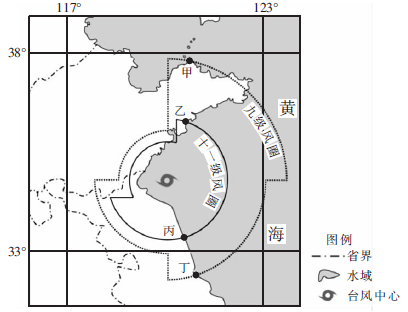 117° 123°
38°
甲
黄
乙
九级风圈
十一级风圈
丙
海
33°
丁
图例
省界
水域
台风中心